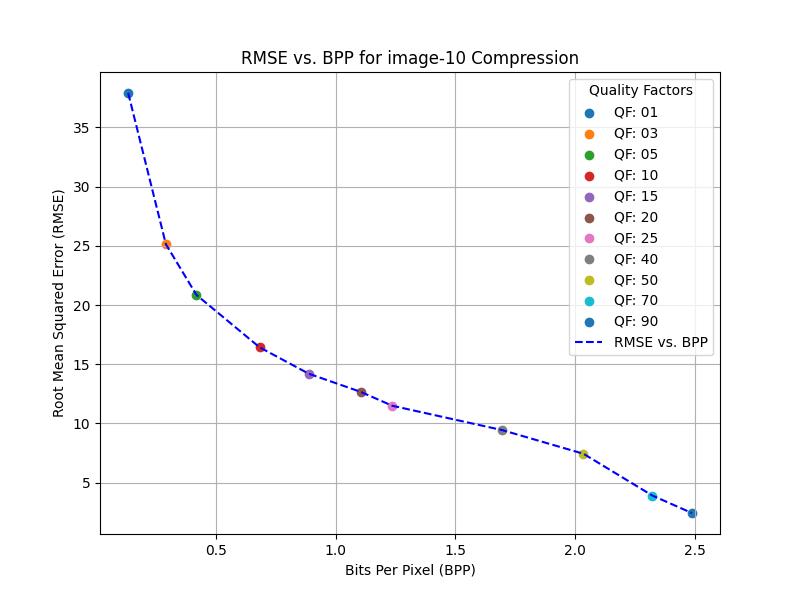 RMSE vs. BPP for image-10 Compression
Root Mean Squared Error (RMSE)
35
30
25
20
15
10
5
Quality Factors
QF: 01
QF: 03
QF: 05
QF: 10
QF: 15
QF: 20
QF: 25
QF: 40
QF: 50
QF: 70
QF: 90
RMSE vs. BPP
0.5 1.0 1.5 2.0 2.5
Bits Per Pixel (BPP)